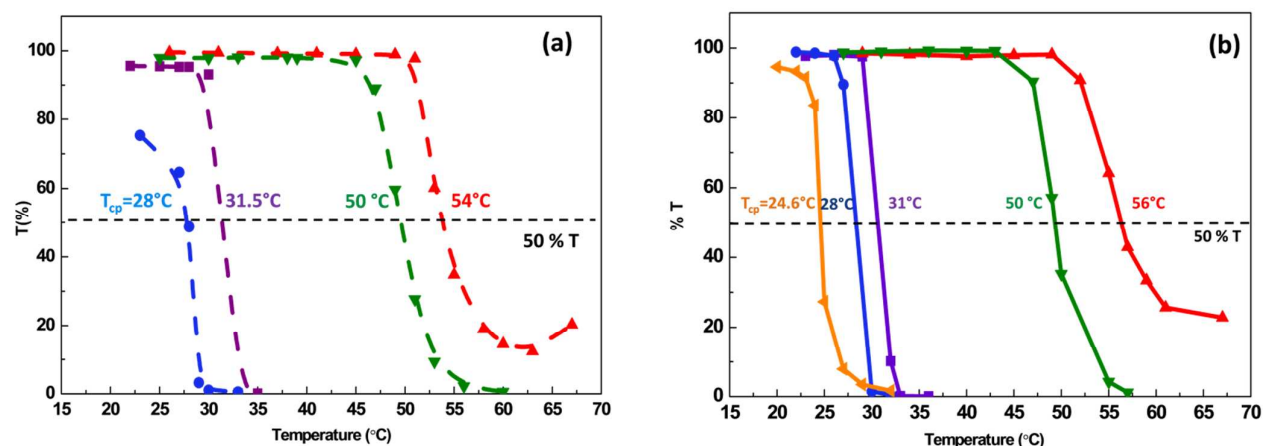 (a)
T(%)
100
80
60
40
20
0
T_cp=28°C
31.5°C
50 °C
54°C
50 % T
15 20 25 30 35 40 45 50 55 60 65 70
Temperature (°C)
(b)
% T
100
80
60
40
20
0
T_cp=24.6°C
28°C
31°C
50 °C
56°C
50 % T
15 20 25 30 35 40 45 50 55 60 65 70
Temperature (°C)